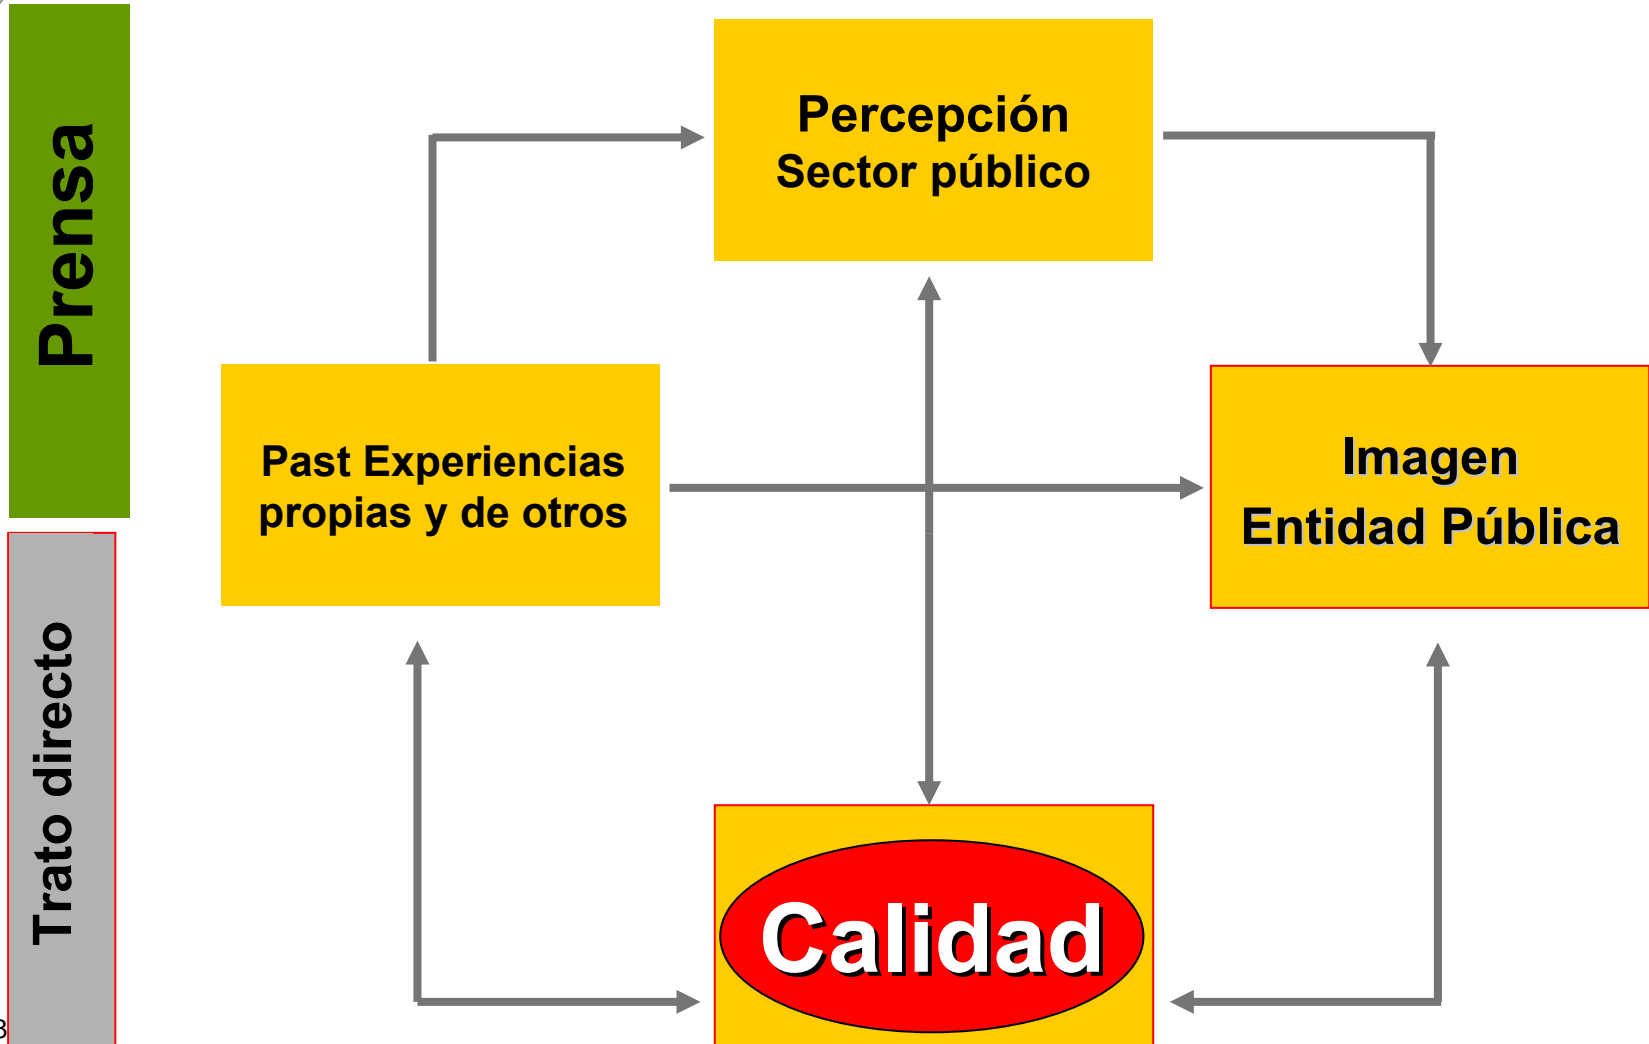 Prensa
Percepción
Sector público
Past Experiencias
propias y de otros
Imagen
Entidad Pública
Trato directo
Calidad